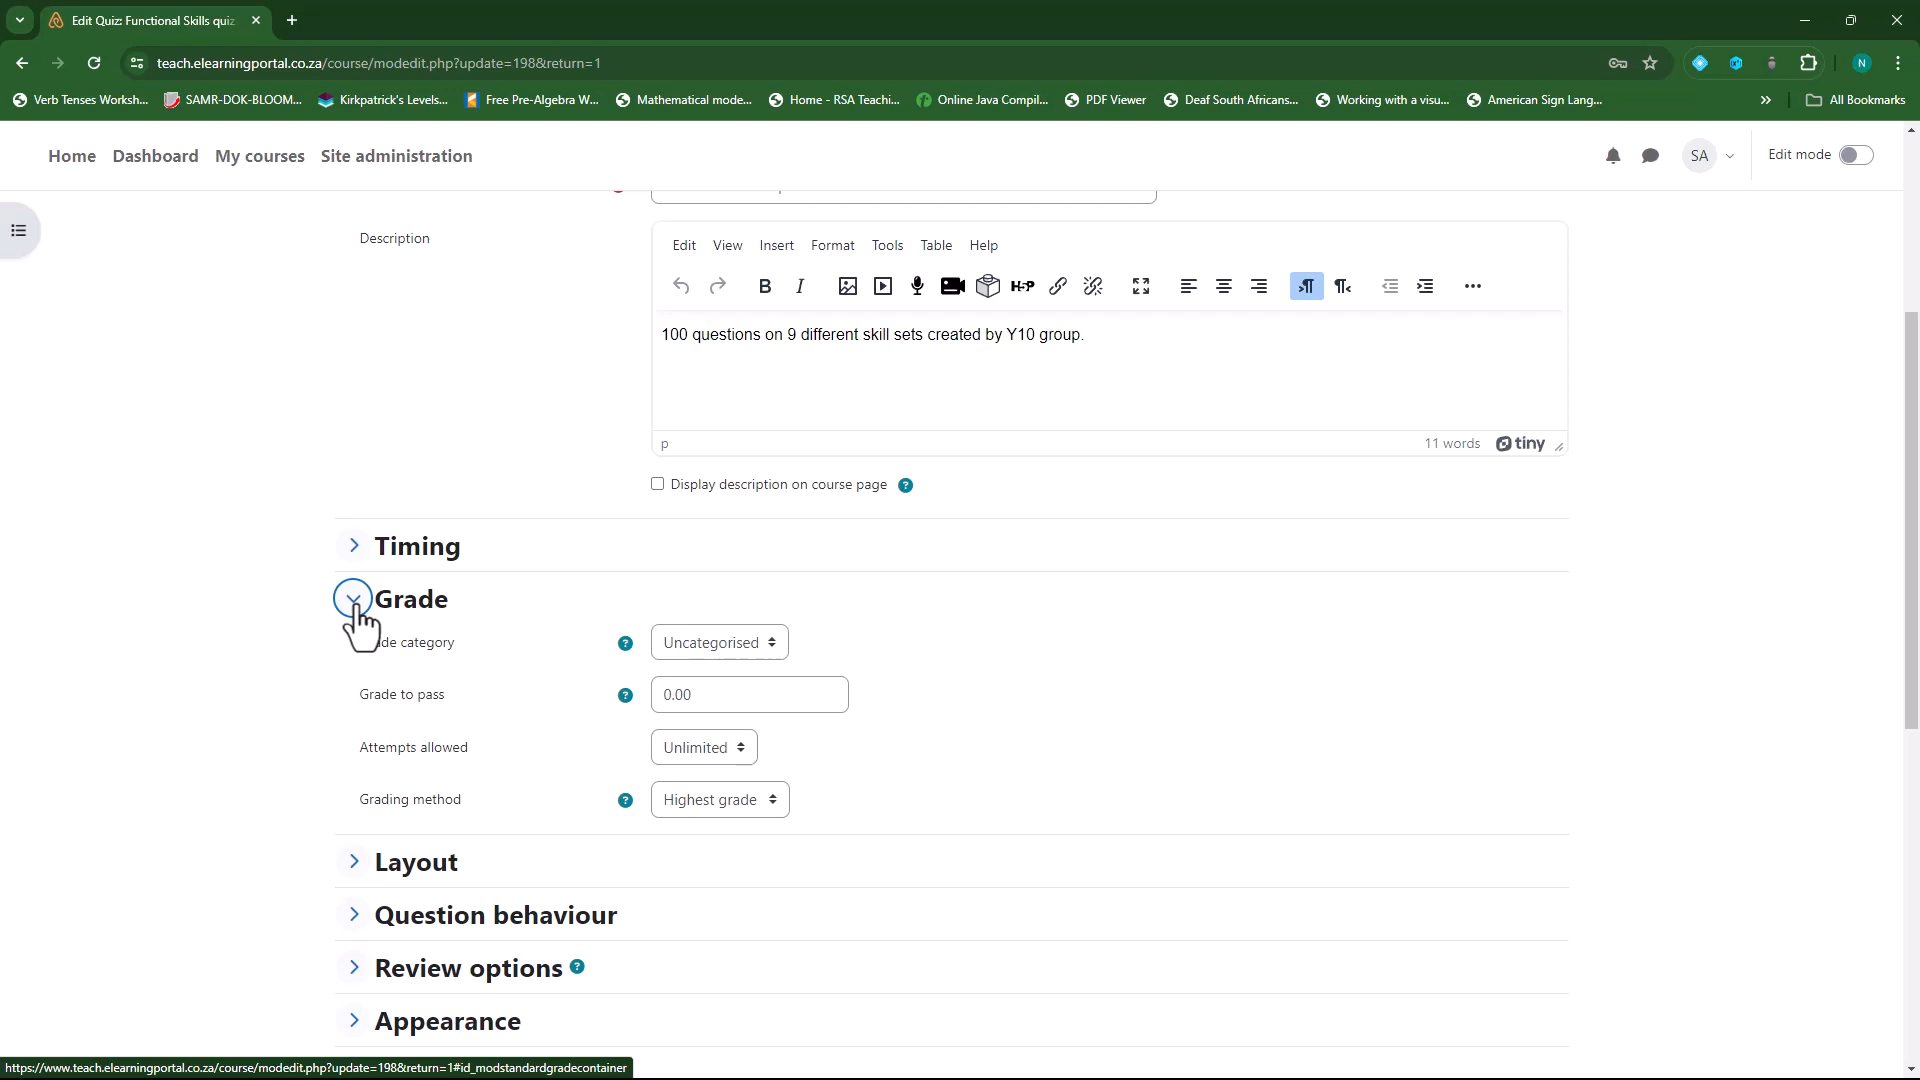 Edit Quiz: Functional Skills quiz
teach.elearningportal.co.za/course/modedit.php?update=198&return=1
N
Verb Tenses Worksh... SAMR-DOK-BLOOM... Kirkpatrick's Levels... Free Pre-Algebra W... Mathematical mode... Home - RSA Teachi... Online Java Compil... PDF Viewer Deaf South Africans... Working with a visu... American Sign Lang... » All Bookmarks
Home Dashboard My courses Site administration SA Edit mode
Description
Edit View Insert Format Tools Table Help
B I H5P
100 questions on 9 different skill sets created by Y10 group.
p 11 words tiny
Display description on course page ?
Timing
Grade
de category ? Uncategorised
Grade to pass ? 0.00
Attempts allowed Unlimited
Grading method ? Highest grade
Layout
Question behaviour
Review options ?
Appearance
https://www.teach.elearningportal.co.za/course/modedit.php?update=198&return=1#id_modstandardgradecontainer